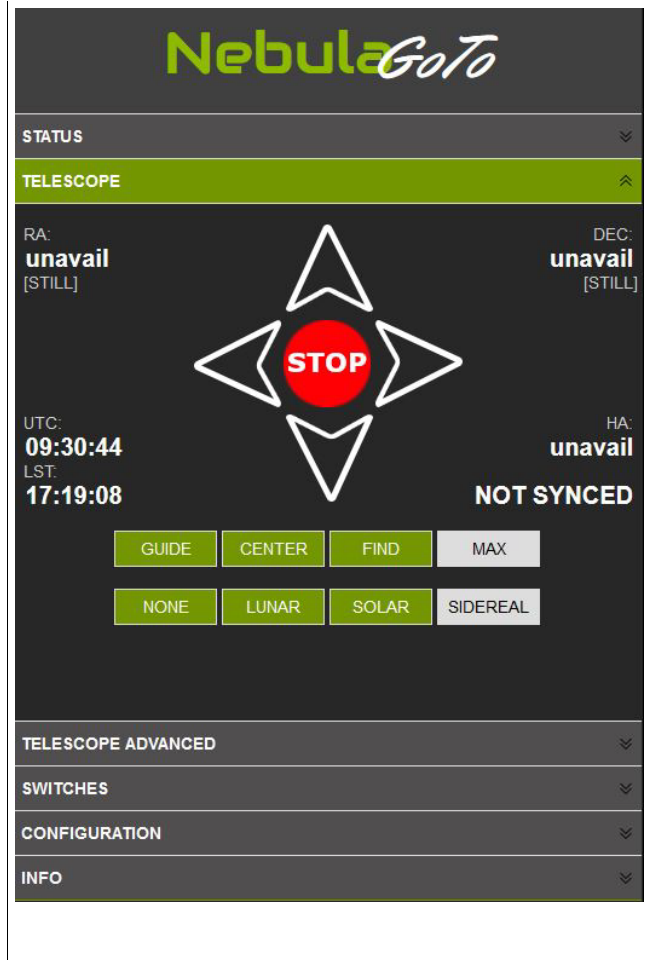 NebulaGoTo
STATUS
TELESCOPE
RA:
unavail
[STILL]
DEC:
unavail
[STILL]
STOP
UTC:
09:30:44
LST:
17:19:08
HA:
unavail
NOT SYNCED
GUIDE CENTER FIND MAX
NONE LUNAR SOLAR SIDEREAL
TELESCOPE ADVANCED
SWITCHES
CONFIGURATION
INFO